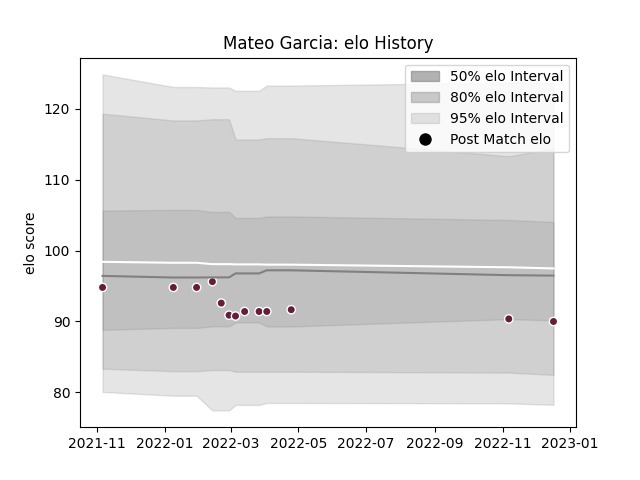 Mateo Garcia: elo History
50% elo Interval
80% elo Interval
95% elo Interval
Post Match elo
elo score
120
110
100
90
80
2021-11
2022-01
2022-03
2022-05
2022-07
2022-09
2022-11
2023-01